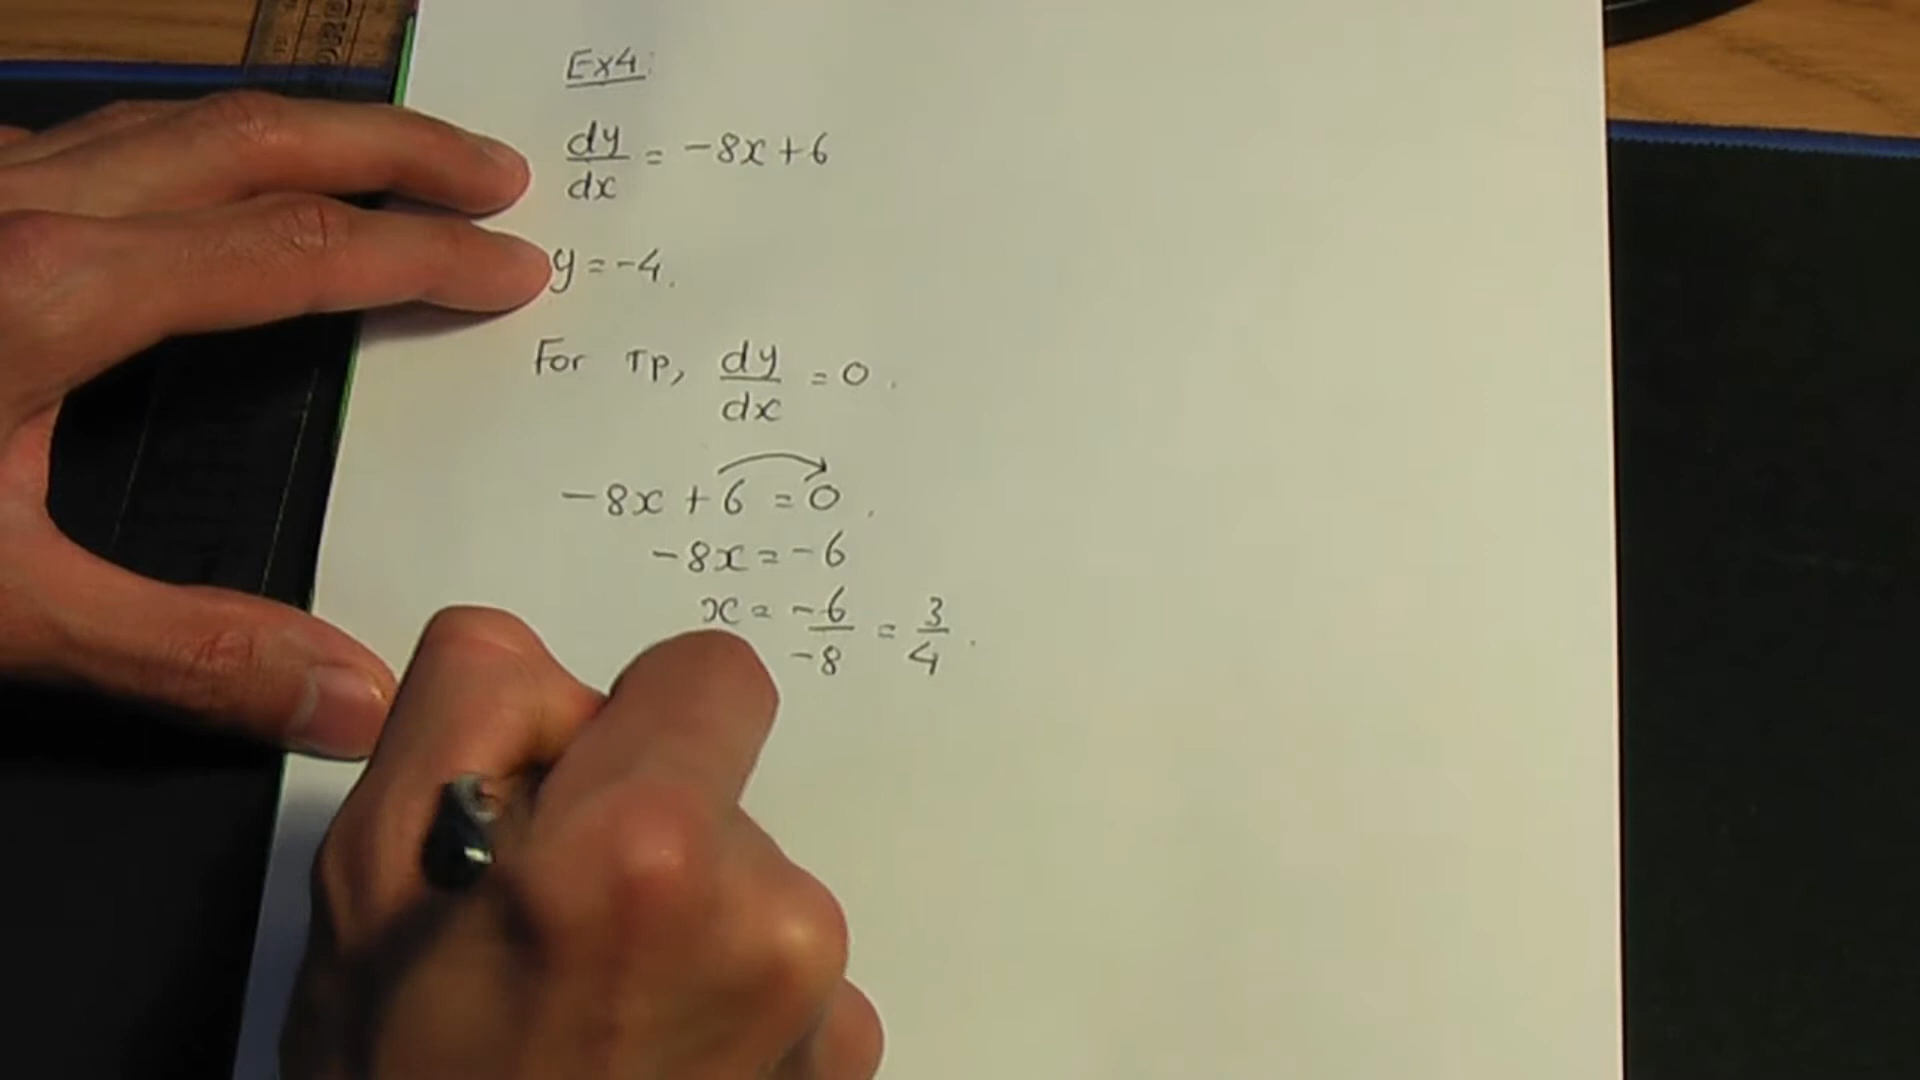 Ex4:
dy/dx = -8x+6
y = -4.
For TP, dy/dx = 0.
-8x + 6 = 0.
-8x = -6
x = -6/-8 = 3/4.